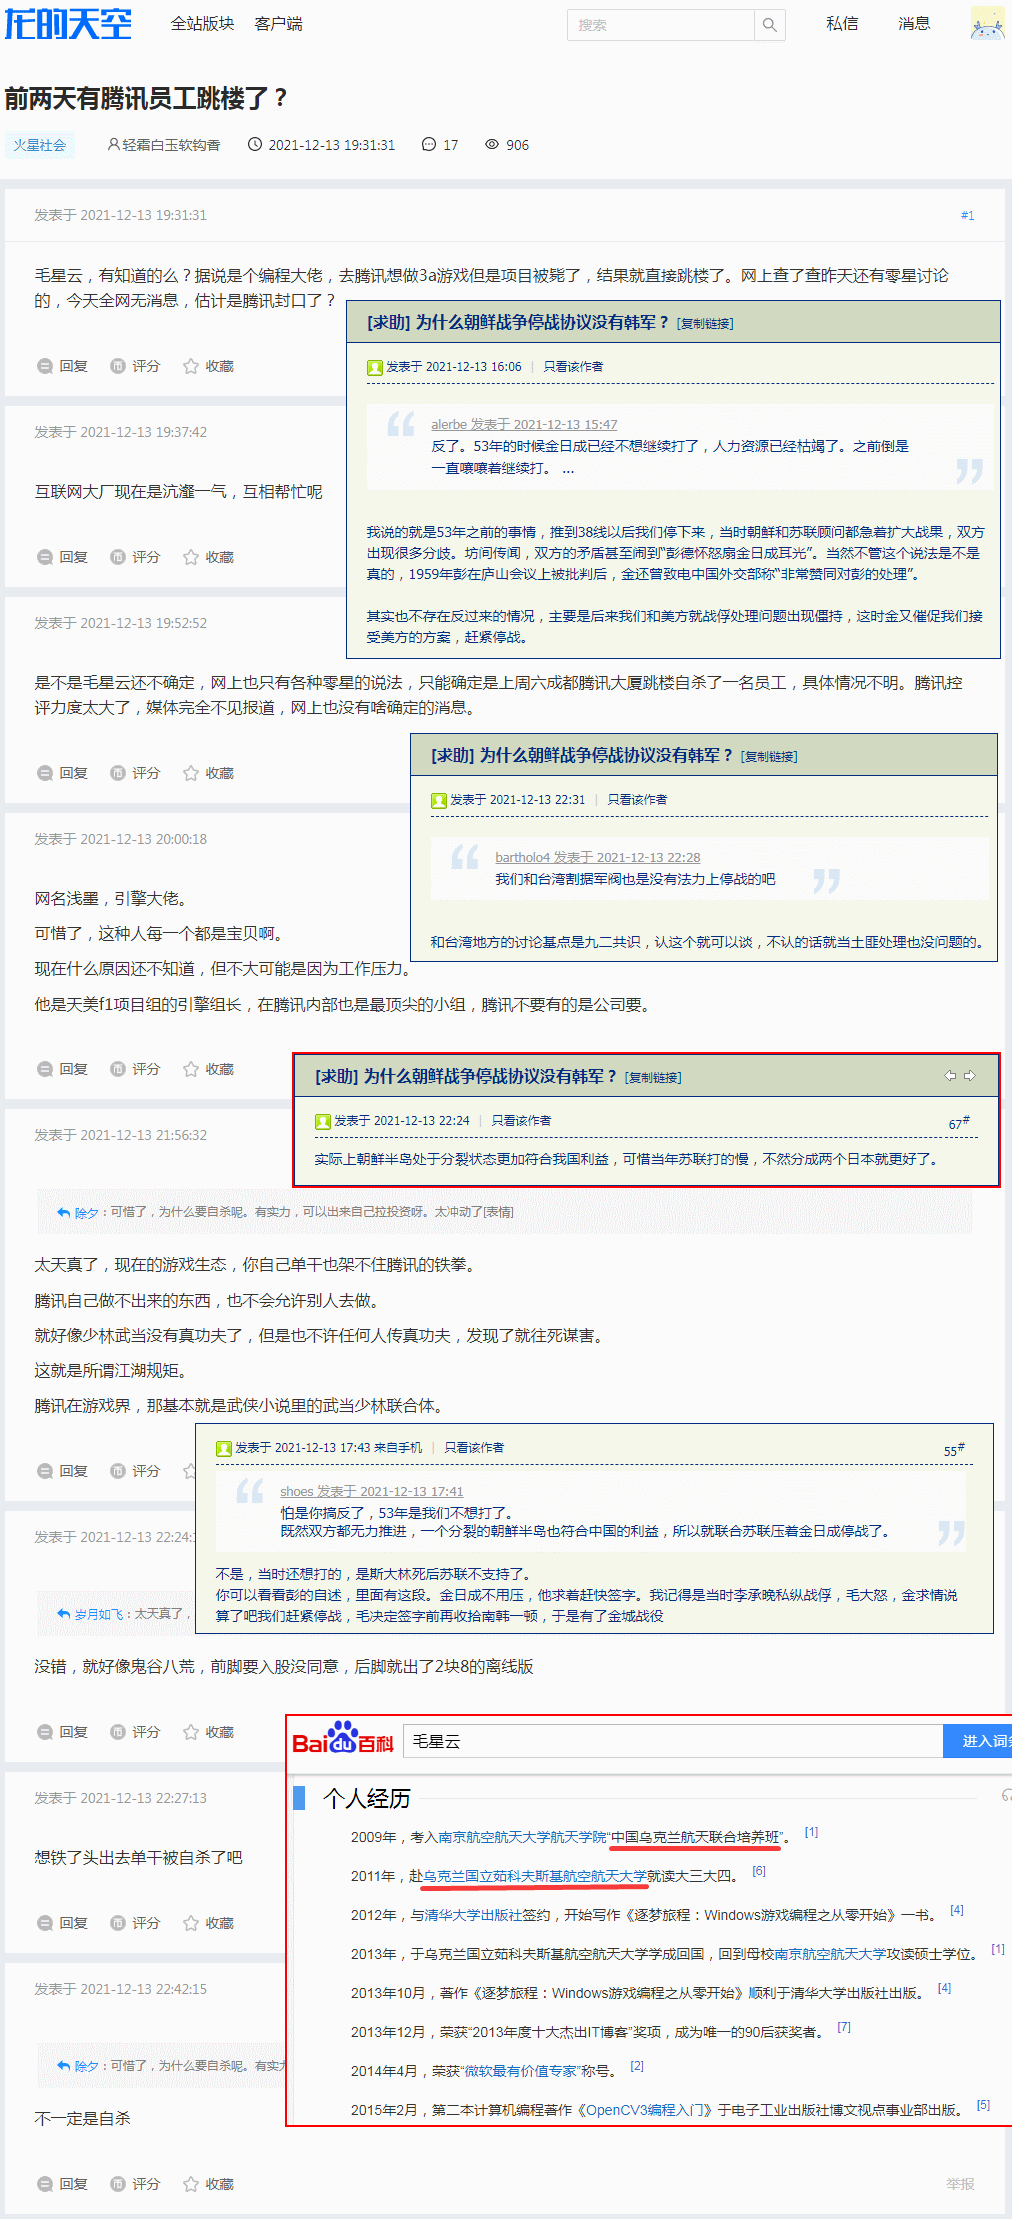 龙的天空 全站版块 客户端 搜索 私信 消息
前两天有腾讯员工跳楼了？
火星社会 轻霜白玉软钩香 2021-12-13 19:31:31 17 906
发表于 2021-12-13 19:31:31 #1
毛星云，有知道的么？据说是个编程大佬，去腾讯想做3a游戏但是项目被毙了，结果就直接跳楼了。网上查了查昨天还有零星讨论
的，今天全网无消息，估计是腾讯封口了？
回复 评分 收藏
[求助] 为什么朝鲜战争停战协议没有韩军？ [复制链接]
发表于 2021-12-13 16:06 | 只看该作者
alerbe 发表于 2021-12-13 15:47
反了。53年的时候金日成已经不想继续打了，人力资源已经枯竭了。之前倒是
一直嚷嚷着继续打。 ...
我说的就是53年之前的事情，推到38线以后我们停下来，当时朝鲜和苏联顾问都急着扩大战果，双方
出现很多分歧。坊间传闻，双方的矛盾甚至闹到“彭德怀怒扇金日成耳光”。当然不管这个说法是不是
真的，1959年彭在庐山会议上被批判后，金还曾致电中国外交部称“非常赞同对彭的处理”。
其实也不存在反过来的情况，主要是后来我们和美方就战俘处理问题出现僵持，这时金又催促我们接
受美方的方案，赶紧停战。
发表于 2021-12-13 19:37:42
互联网大厂现在是沆瀣一气，互相帮忙呢
回复 评分 收藏
发表于 2021-12-13 19:52:52
是不是毛星云还不确定，网上也只有各种零星的说法，只能确定是上周六成都腾讯大厦跳楼自杀了一名员工，具体情况不明。腾讯控
评力度太大了，媒体完全不见报道，网上也没有啥确定的消息。
回复 评分 收藏
[求助] 为什么朝鲜战争停战协议没有韩军？ [复制链接]
发表于 2021-12-13 22:31 | 只看该作者
bartholo4 发表于 2021-12-13 22:28
我们和台湾割据军阀也是没有法力上停战的吧
和台湾地方的讨论基点是九二共识，认这个就可以谈，不认的话就当土匪处理也没问题的。
发表于 2021-12-13 20:00:18
网名浅墨，引擎大佬。
可惜了，这种人每一个都是宝贝啊。
现在什么原因还不知道，但不大可能是因为工作压力。
他是天美f1项目组的引擎组长，在腾讯内部也是最顶尖的小组，腾讯不要有的是公司要。
回复 评分 收藏
[求助] 为什么朝鲜战争停战协议没有韩军？ [复制链接]
发表于 2021-12-13 22:24 | 只看该作者 67#
实际上朝鲜半岛处于分裂状态更加符合我国利益，可惜当年苏联打的慢，不然分成两个日本就更好了。
发表于 2021-12-13 21:56:32
除夕：可惜了，为什么要自杀呢。有实力，可以出来自己拉投资呀。太冲动了[表情]
太天真了，现在的游戏生态，你自己单干也架不住腾讯的铁拳。
腾讯自己做不出来的东西，也不会允许别人去做。
就好像少林武当没有真功夫了，但是也不许任何人传真功夫，发现了就往死谋害。
这就是所谓江湖规矩。
腾讯在游戏界，那基本就是武侠小说里的武当少林联合体。
回复 评分
发表于 2021-12-13 17:43 来自手机 | 只看该作者 55#
shoes 发表于 2021-12-13 17:41
怕是你搞反了，53年是我们不想打了。
既然双方都无力推进，一个分裂的朝鲜半岛也符合中国的利益，所以就联合苏联压着金日成停战了。
不是，当时还想打的，是斯大林死后苏联不支持了。
你可以看看彭的自述，里面有这段。金日成不用压，他求着赶快签字。我记得是当时李承晚私纵战俘，毛大怒，金求情说
算了吧我们赶紧停战，毛决定签字前再收拾南韩一顿，于是有了金城战役
发表于 2021-12-13 22:24:
岁月如飞：太天真了，
没错，就好像鬼谷八荒，前脚要入股没同意，后脚就出了2块8的离线版
回复 评分 收藏
发表于 2021-12-13 22:27:13
想铁了头出去单干被自杀了吧
回复 评分 收藏
发表于 2021-12-13 22:42:15
除夕：可惜了，为什么要自杀呢。有实力
不一定是自杀
回复 评分 收藏 举报
Baidu百科 毛星云 进入词条
个人经历
2009年，考入南京航空航天大学航天学院“中国乌克兰航天联合培养班”。 [1]
2011年，赴乌克兰国立茹科夫斯基航空航天大学就读大三大四。 [6]
2012年，与清华大学出版社签约，开始写作《逐梦旅程：Windows游戏编程之从零开始》一书。 [4]
2013年，于乌克兰国立茹科夫斯基航空航天大学学成回国，回到母校南京航空航天大学攻读硕士学位。 [1]
2013年10月，著作《逐梦旅程：Windows游戏编程之从零开始》顺利于清华大学出版社出版。 [4]
2013年12月，荣获“2013年度十大杰出IT博客”奖项，成为唯一的90后获奖者。 [7]
2014年4月，荣获“微软最有价值专家”称号。 [2]
2015年2月，第二本计算机编程著作《OpenCV3编程入门》于电子工业出版社博文视点事业部出版。 [5]